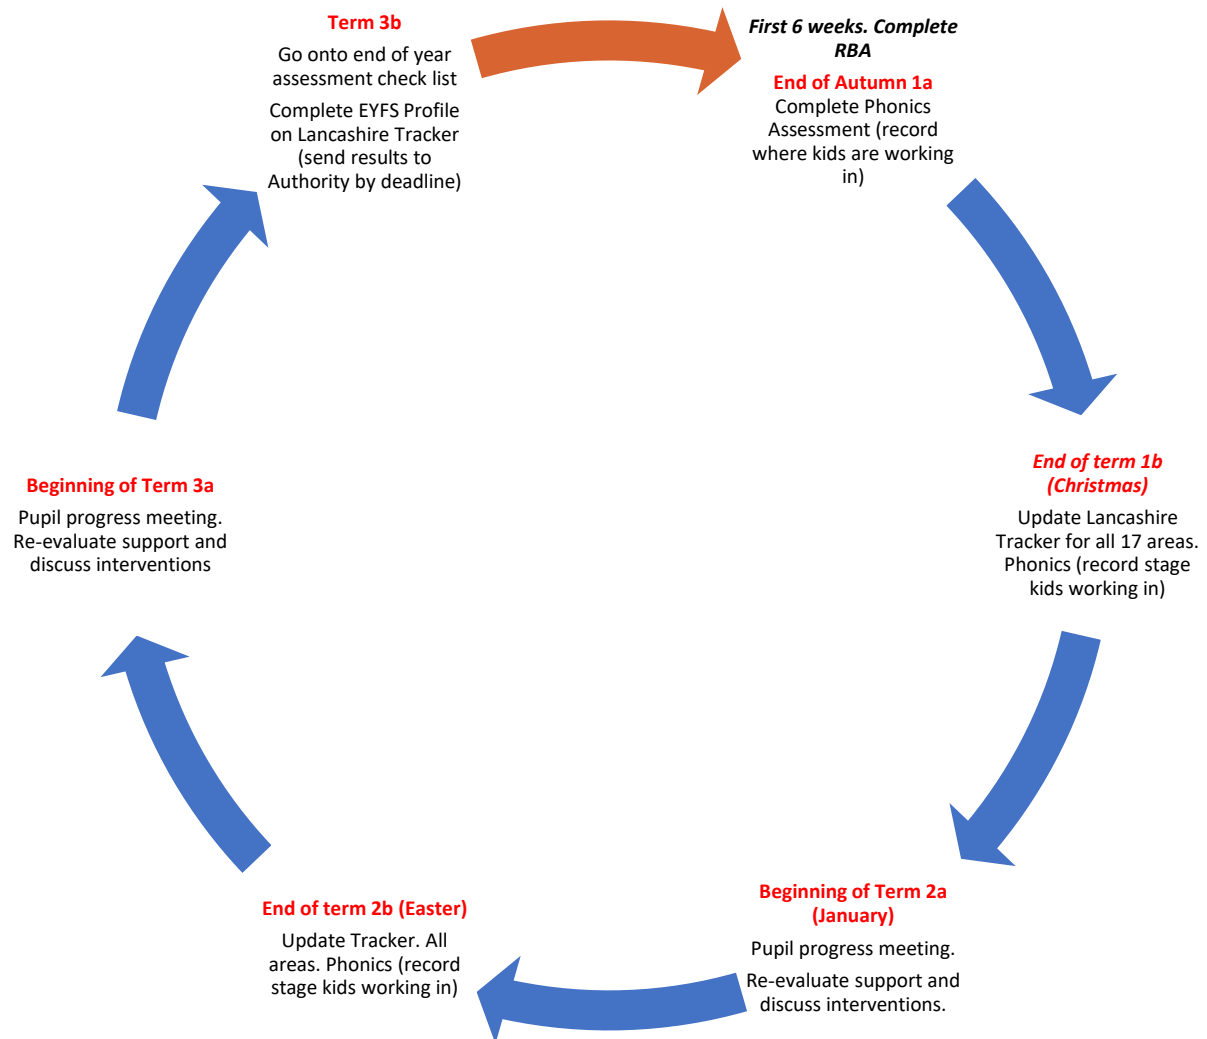 First 6 weeks. Complete
RBA
End of Autumn 1a
Complete Phonics
Assessment (record
where kids are working
in)
End of term 1b
(Christmas)
Update Lancashire
Tracker for all 17 areas.
Phonics (record stage
kids working in)
Beginning of Term 2a
(January)
Pupil progress meeting.
Re-evaluate support and
discuss interventions.
End of term 2b (Easter)
Update Tracker. All
areas. Phonics (record
stage kids working in)
Beginning of Term 3a
Pupil progress meeting.
Re-evaluate support and
discuss interventions
Term 3b
Go onto end of year
assessment check list
Complete EYFS Profile
on Lancashire Tracker
(send results to
Authority by deadline)